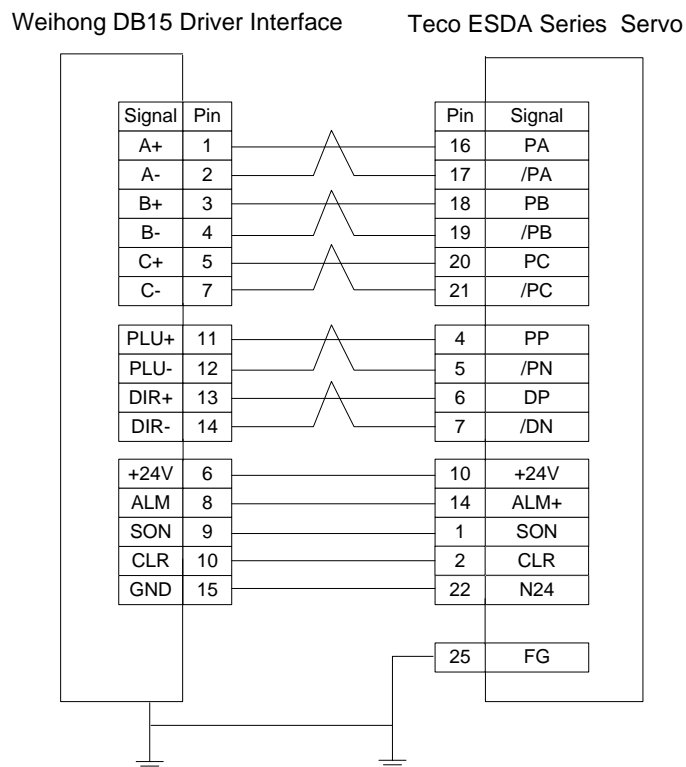 Weihong DB15 Driver Interface Teco ESDA Series Servo
Signal Pin Pin Signal
A+ 1 16 PA
A- 2 17 /PA
B+ 3 18 PB
B- 4 19 /PB
C+ 5 20 PC
C- 7 21 /PC
PLU+ 11 4 PP
PLU- 12 5 /PN
DIR+ 13 6 DP
DIR- 14 7 /DN
+24V 6 10 +24V
ALM 8 14 ALM+
SON 9 1 SON
CLR 10 2 CLR
GND 15 22 N24
25 FG